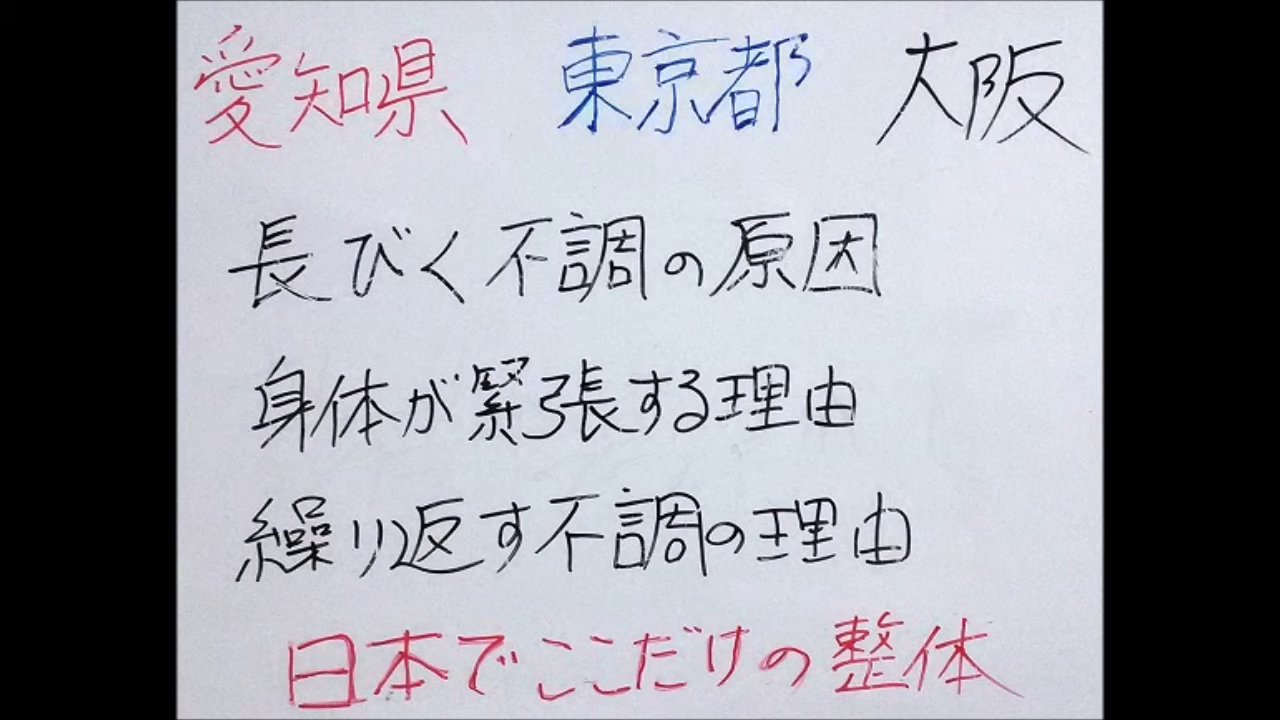 愛知県 東京都 大阪
長びく不調の原因
身体が緊張する理由
繰り返す不調の理由
日本でここだけの整体